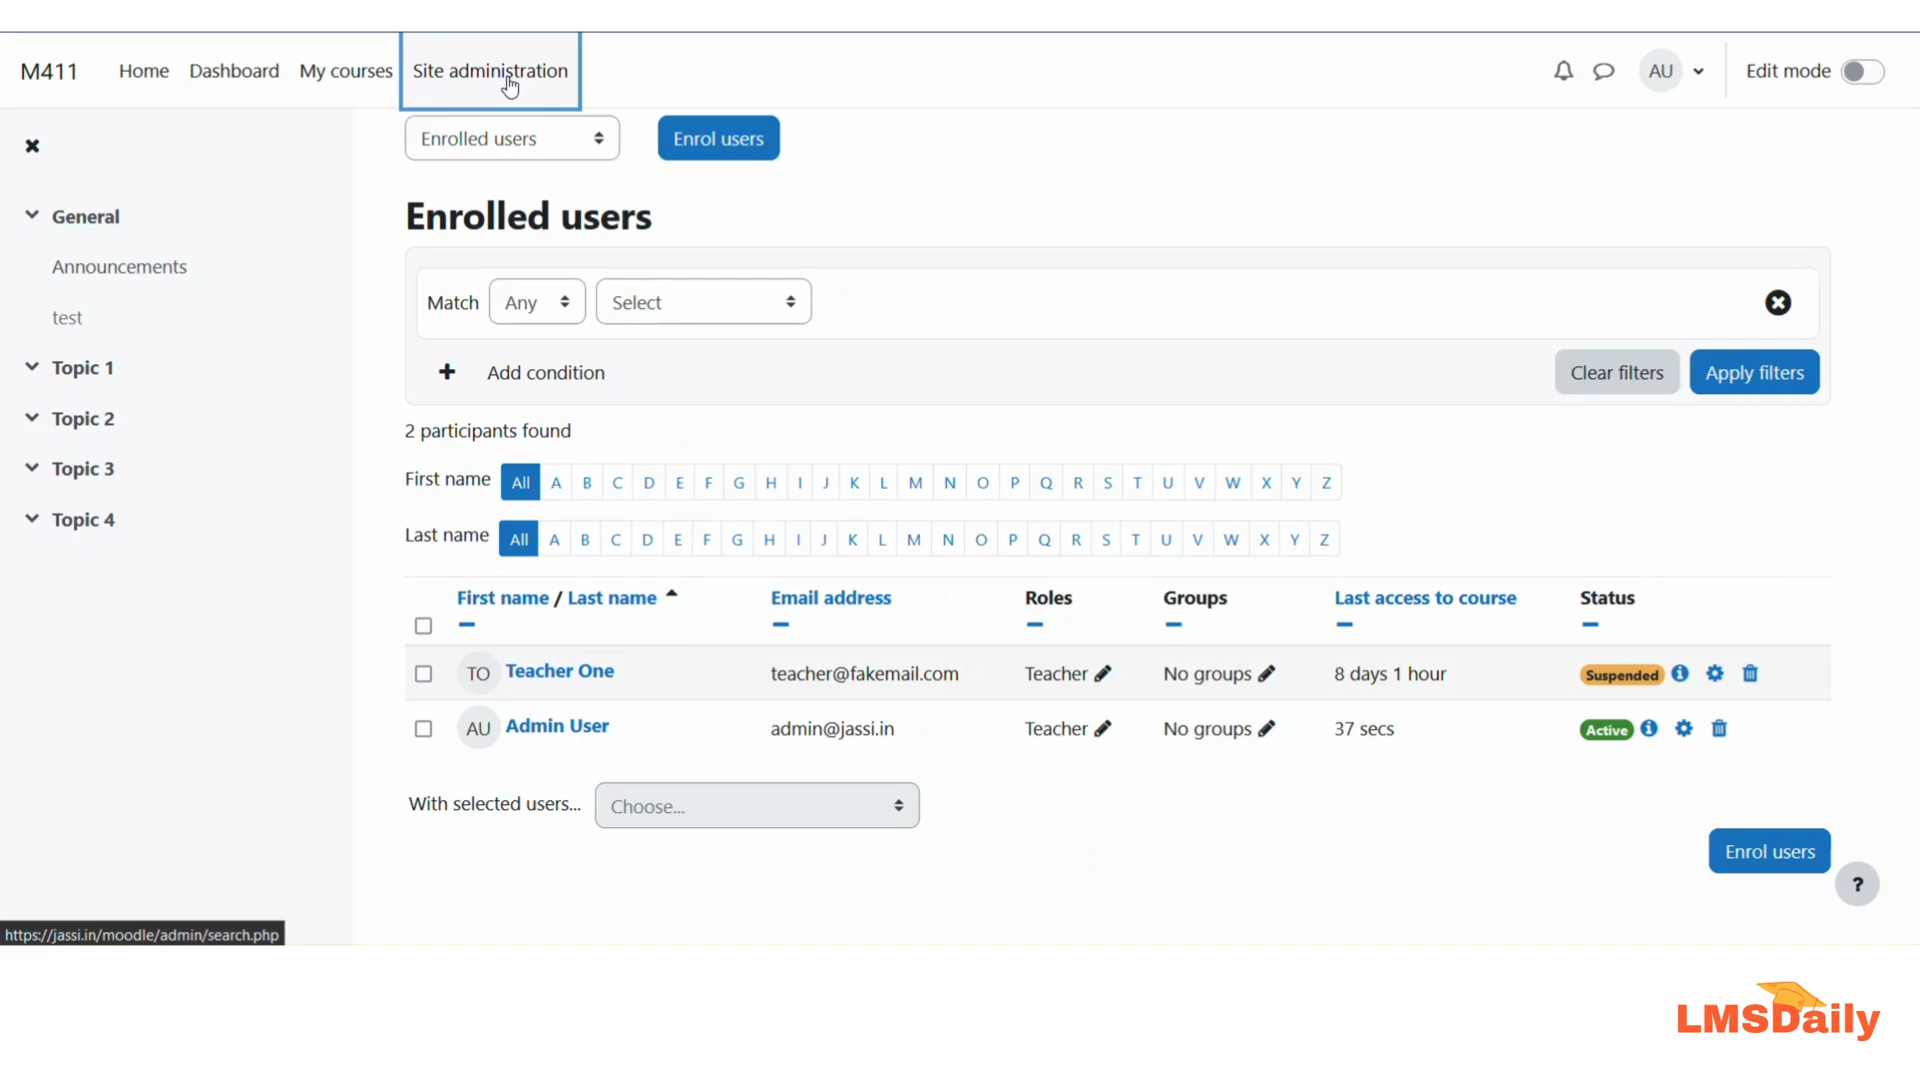 M411 Home Dashboard My courses Site administration AU Edit mode
Enrolled users Enrol users
General
Announcements
test
Topic 1
Topic 2
Topic 3
Topic 4
Enrolled users
Match Any Select
Add condition Clear filters Apply filters
2 participants found
First name All A B C D E F G H I J K L M N O P Q R S T U V W X Y Z
Last name All A B C D E F G H I J K L M N O P Q R S T U V W X Y Z
First name / Last name Email address Roles Groups Last access to course Status
TO Teacher One teacher@fakemail.com Teacher No groups 8 days 1 hour Suspended
AU Admin User admin@jassi.in Teacher No groups 37 secs Active
With selected users... Choose...
Enrol users
?
https://jassi.in/moodle/admin/search.php
LMSDaily